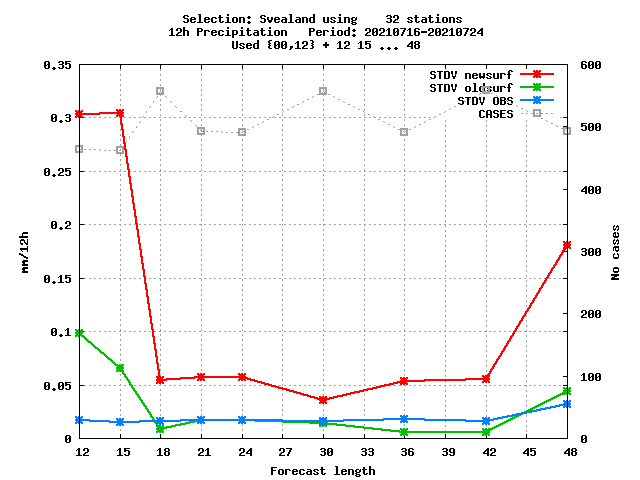 Selection: Svealand using    32 stations
12h Precipitation   Period: 20210716-20210724
Used {00,12} + 12 15 ... 48
STDV newsurf
STDV oldsurf
STDV OBS
CASES
mm/12h
0.35
0.3
0.25
0.2
0.15
0.1
0.05
0
No cases
600
500
400
300
200
100
0
12 15 18 21 24 27 30 33 36 39 42 45 48
Forecast length